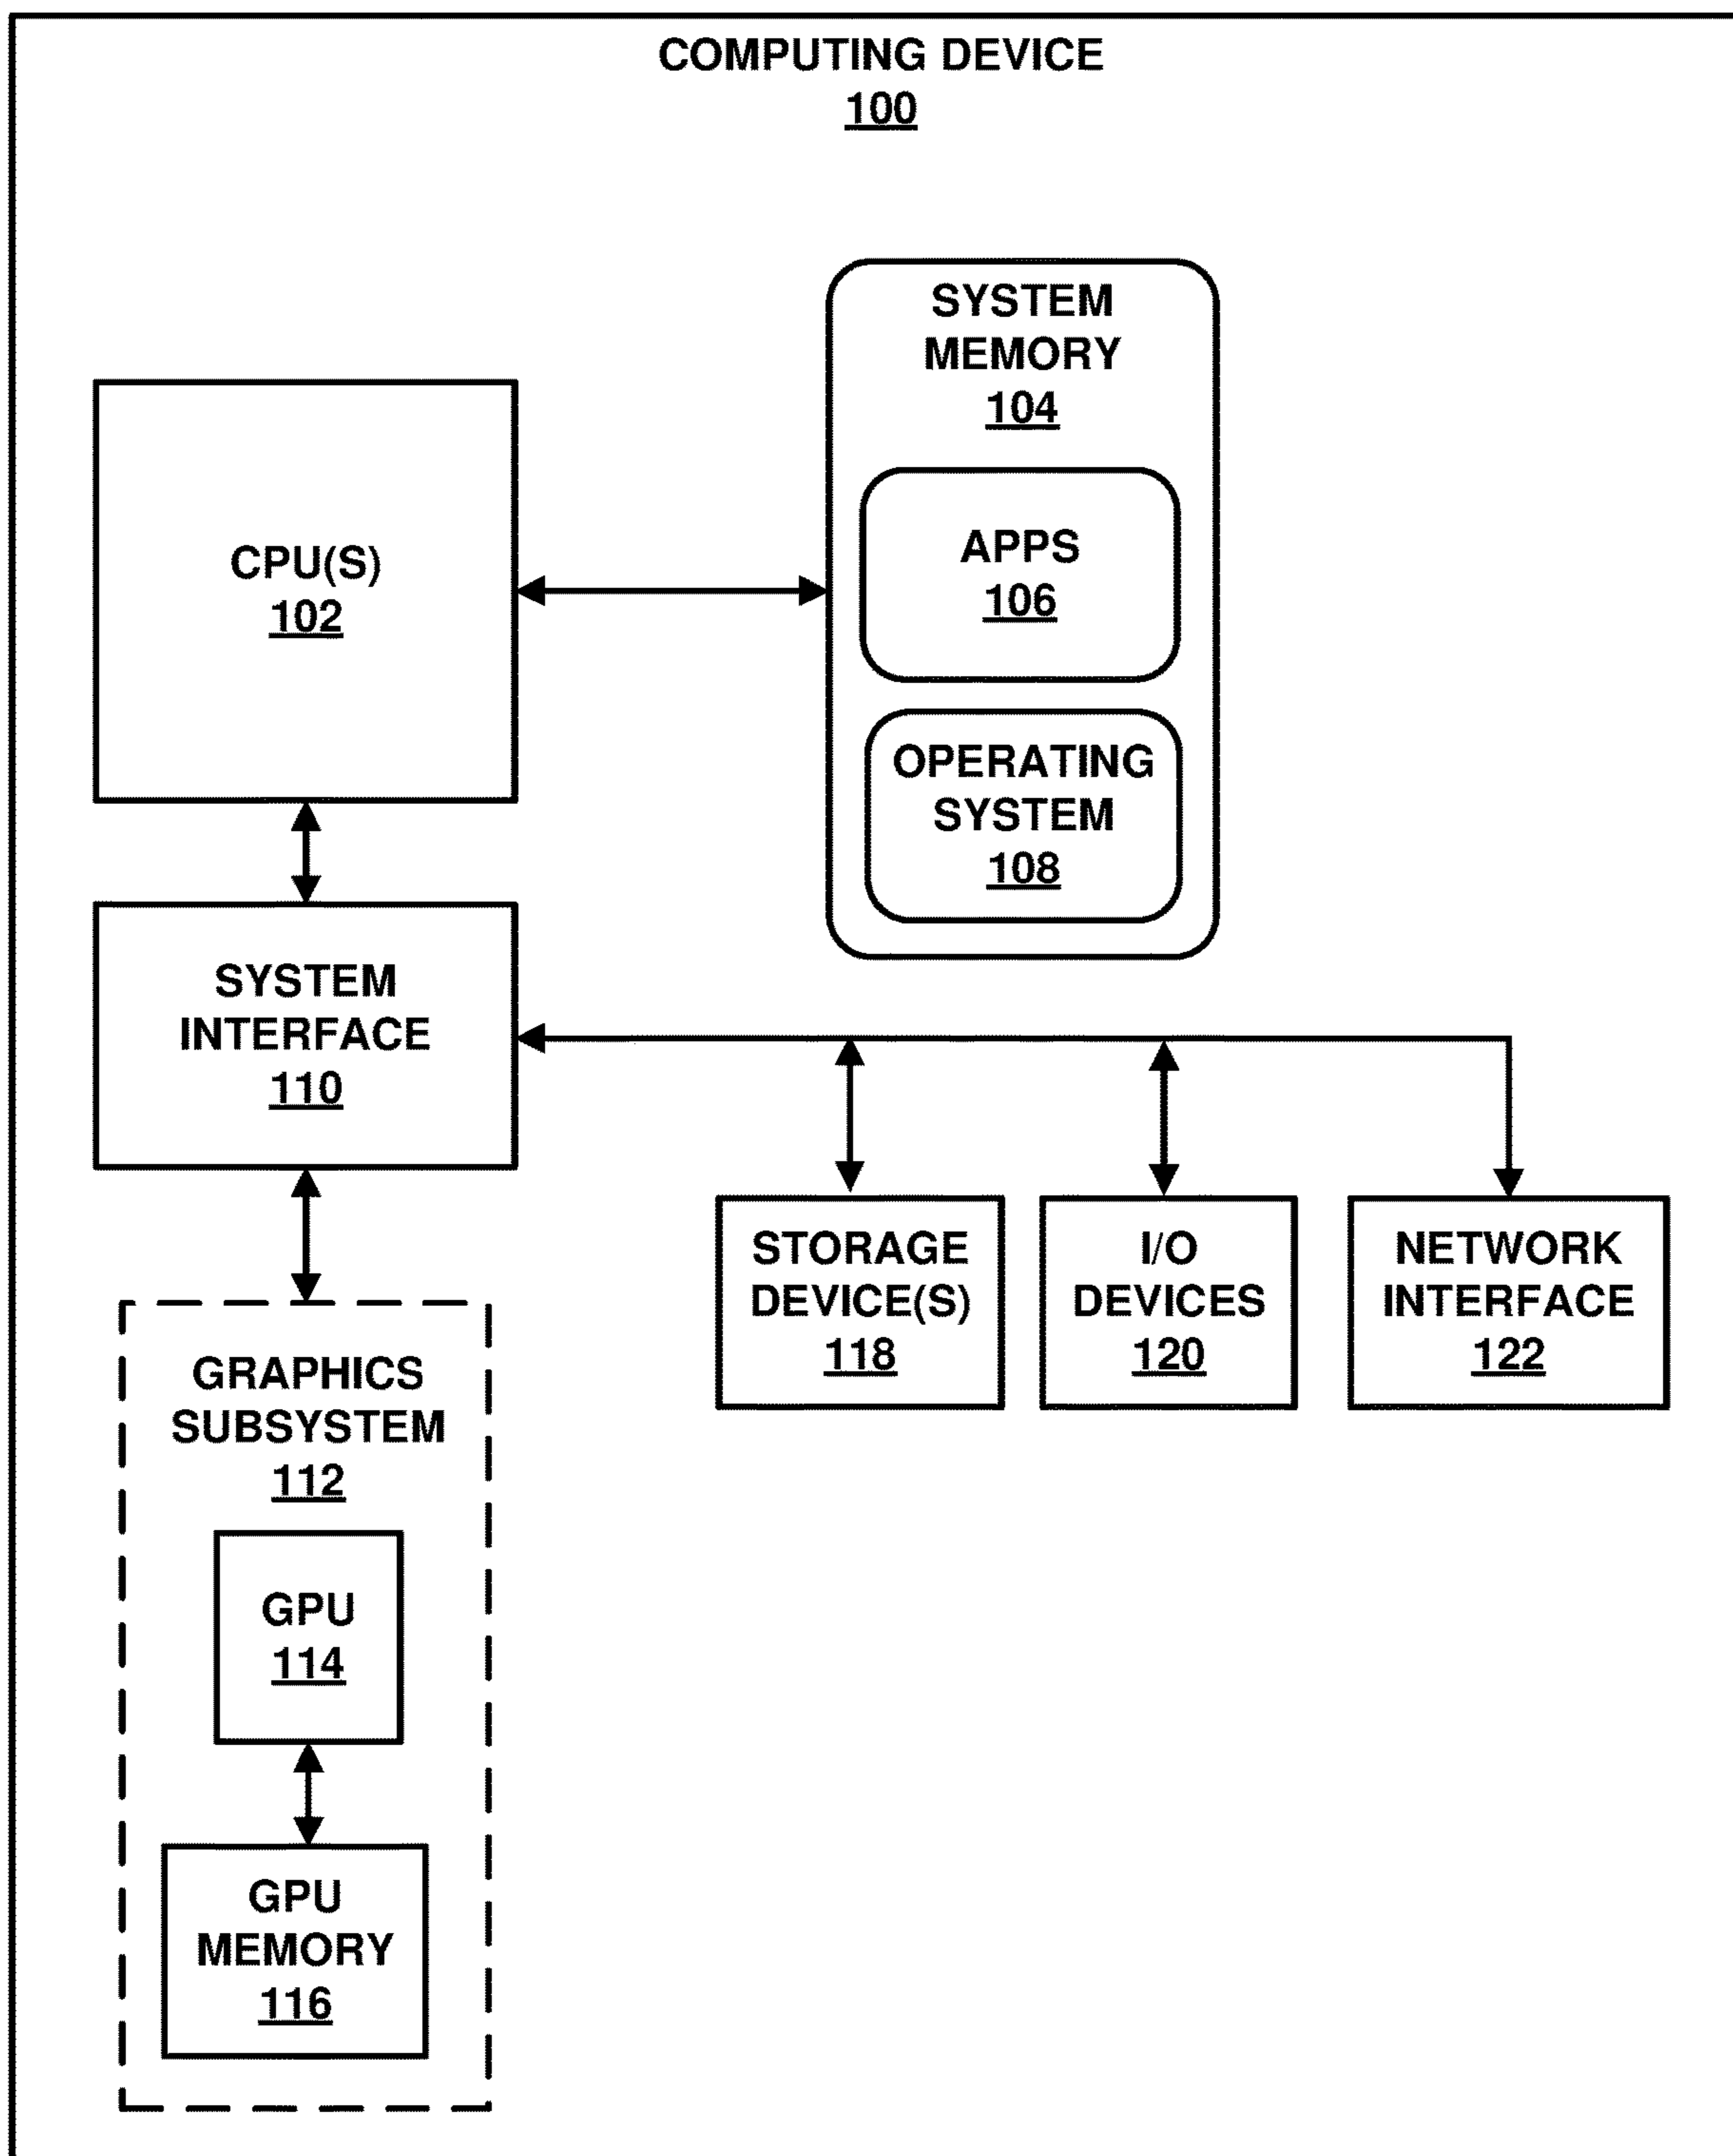 COMPUTING DEVICE
100
SYSTEM
MEMORY
104
CPU(S)
102
APPS
106
OPERATING
SYSTEM
108
SYSTEM
INTERFACE
110
STORAGE
DEVICE(S)
118
I/O
DEVICES
120
NETWORK
INTERFACE
122
GRAPHICS
SUBSYSTEM
112
GPU
114
GPU
MEMORY
116